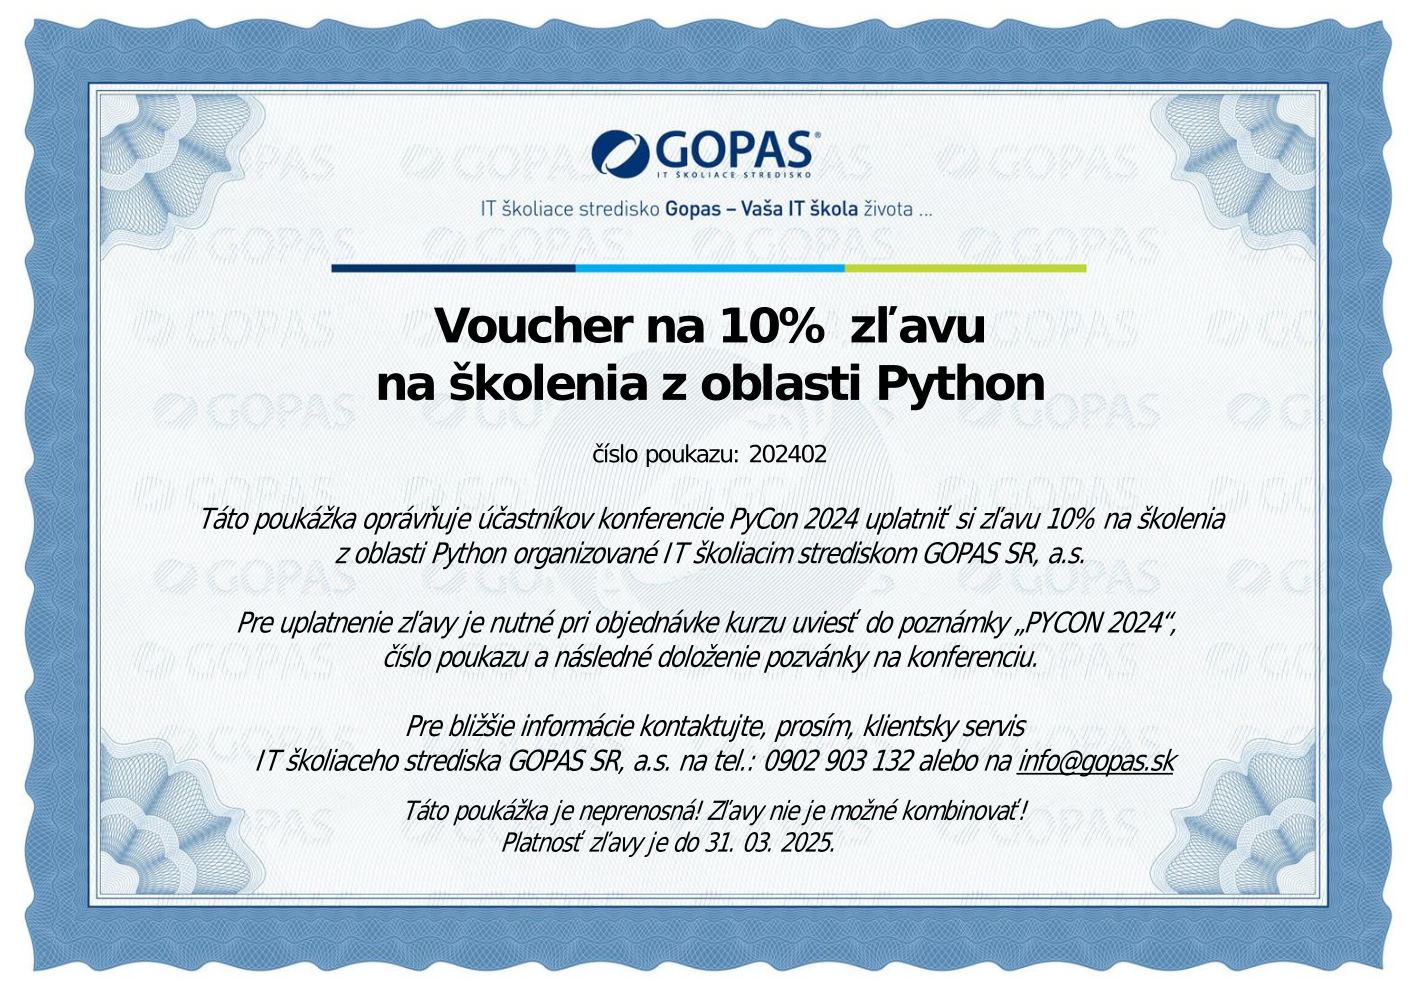 GOPAS®
IT ŠKOLIACE STREDISKO
IT školiace stredisko Gopas – Vaša IT škola života ...
Voucher na 10% zľavu
na školenia z oblasti Python
číslo poukazu: 202402
Táto poukážka oprávňuje účastníkov konferencie PyCon 2024 uplatniť si zľavu 10% na školenia
z oblasti Python organizované IT školiacim strediskom GOPAS SR, a.s.
Pre uplatnenie zľavy je nutné pri objednávke kurzu uviesť do poznámky „PYCON 2024“,
číslo poukazu a následné doloženie pozvánky na konferenciu.
Pre bližšie informácie kontaktujte, prosím, klientsky servis
IT školiaceho strediska GOPAS SR, a.s. na tel.: 0902 903 132 alebo na info@gopas.sk
Táto poukážka je neprenosná! Zľavy nie je možné kombinovať!
Platnosť zľavy je do 31. 03. 2025.